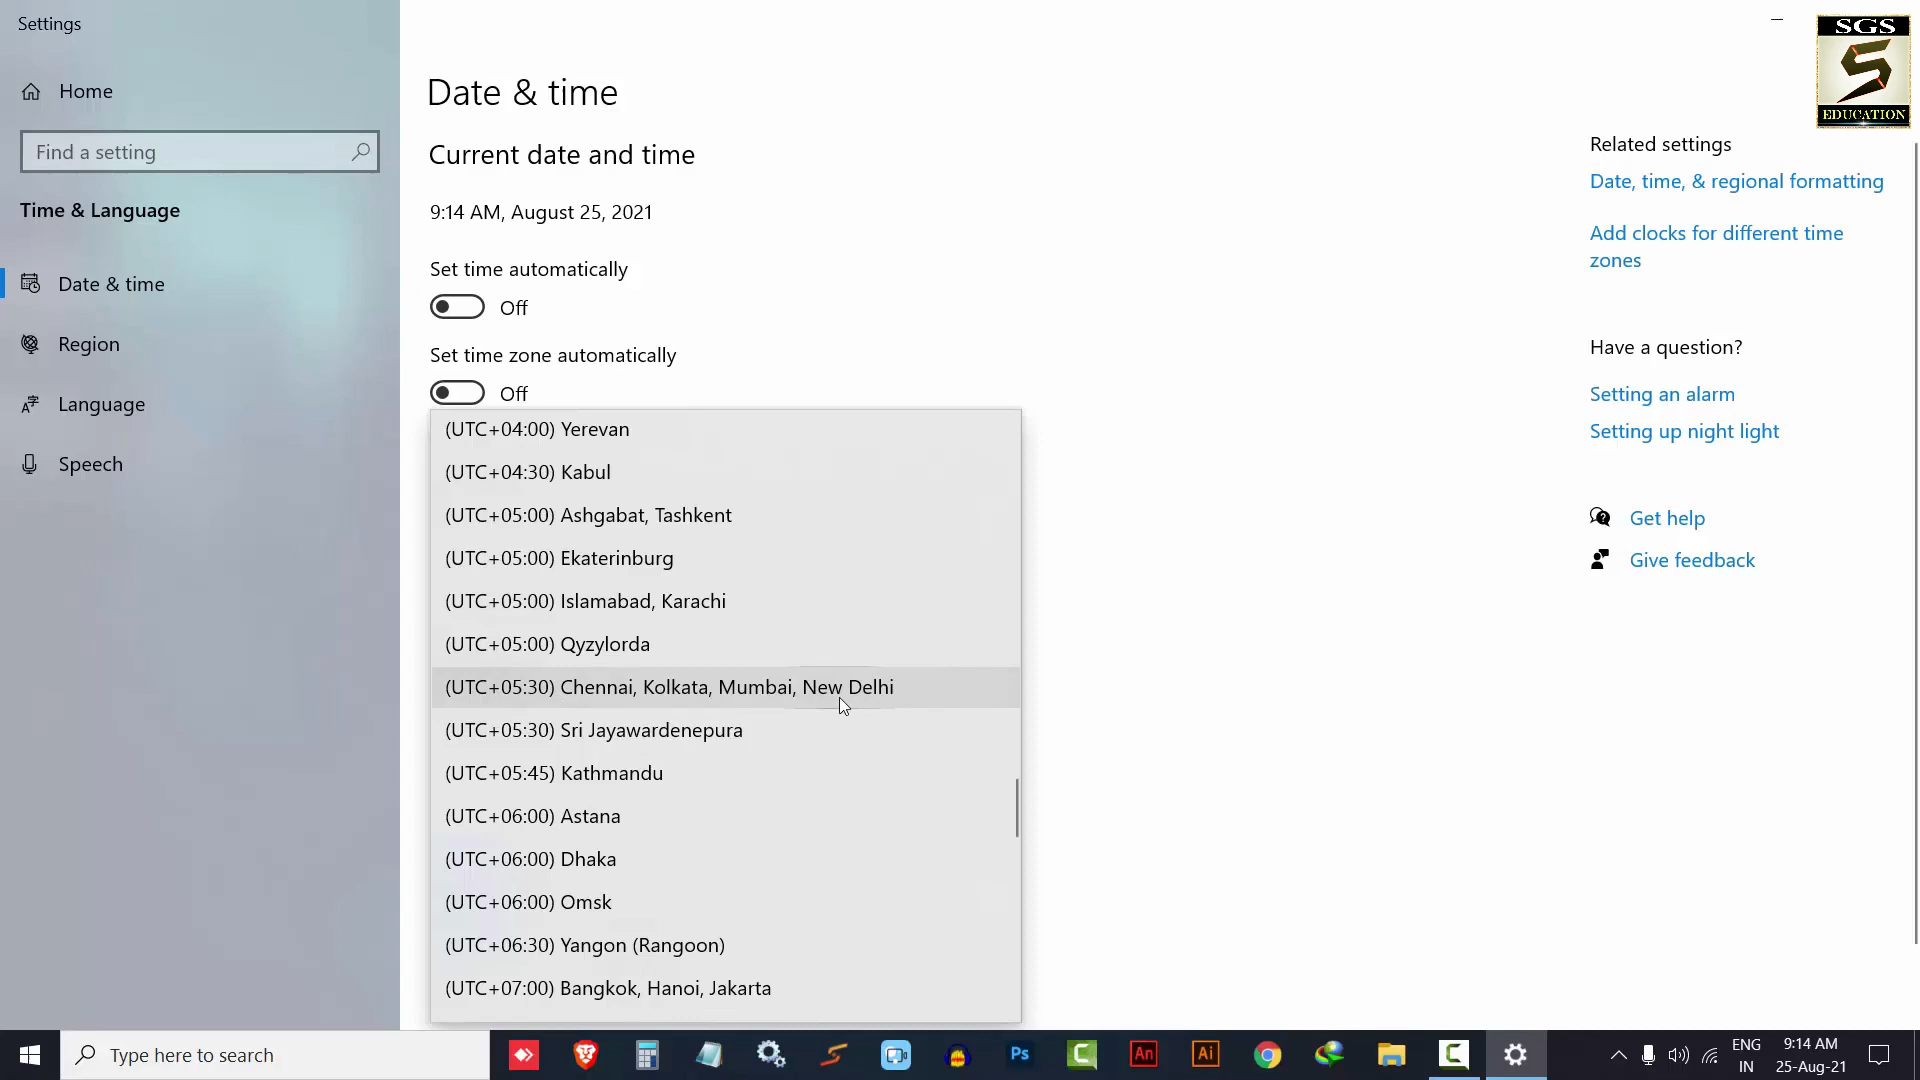 Settings
Home
Find a setting
Time & Language
Date & time
Region
Language
Speech
Date & time
Current date and time
9:14 AM, August 25, 2021
Set time automatically
Off
Set time zone automatically
Off
(UTC+04:00) Yerevan
(UTC+04:30) Kabul
(UTC+05:00) Ashgabat, Tashkent
(UTC+05:00) Ekaterinburg
(UTC+05:00) Islamabad, Karachi
(UTC+05:00) Qyzylorda
(UTC+05:30) Chennai, Kolkata, Mumbai, New Delhi
(UTC+05:30) Sri Jayawardenepura
(UTC+05:45) Kathmandu
(UTC+06:00) Astana
(UTC+06:00) Dhaka
(UTC+06:00) Omsk
(UTC+06:30) Yangon (Rangoon)
(UTC+07:00) Bangkok, Hanoi, Jakarta
SGS
S
EDUCATION
Related settings
Date, time, & regional formatting
Add clocks for different time
zones
Have a question?
Setting an alarm
Setting up night light
Get help
Give feedback
Type here to search
Ps
C
An
Ai
C
ENG
IN
9:14 AM
25-Aug-21